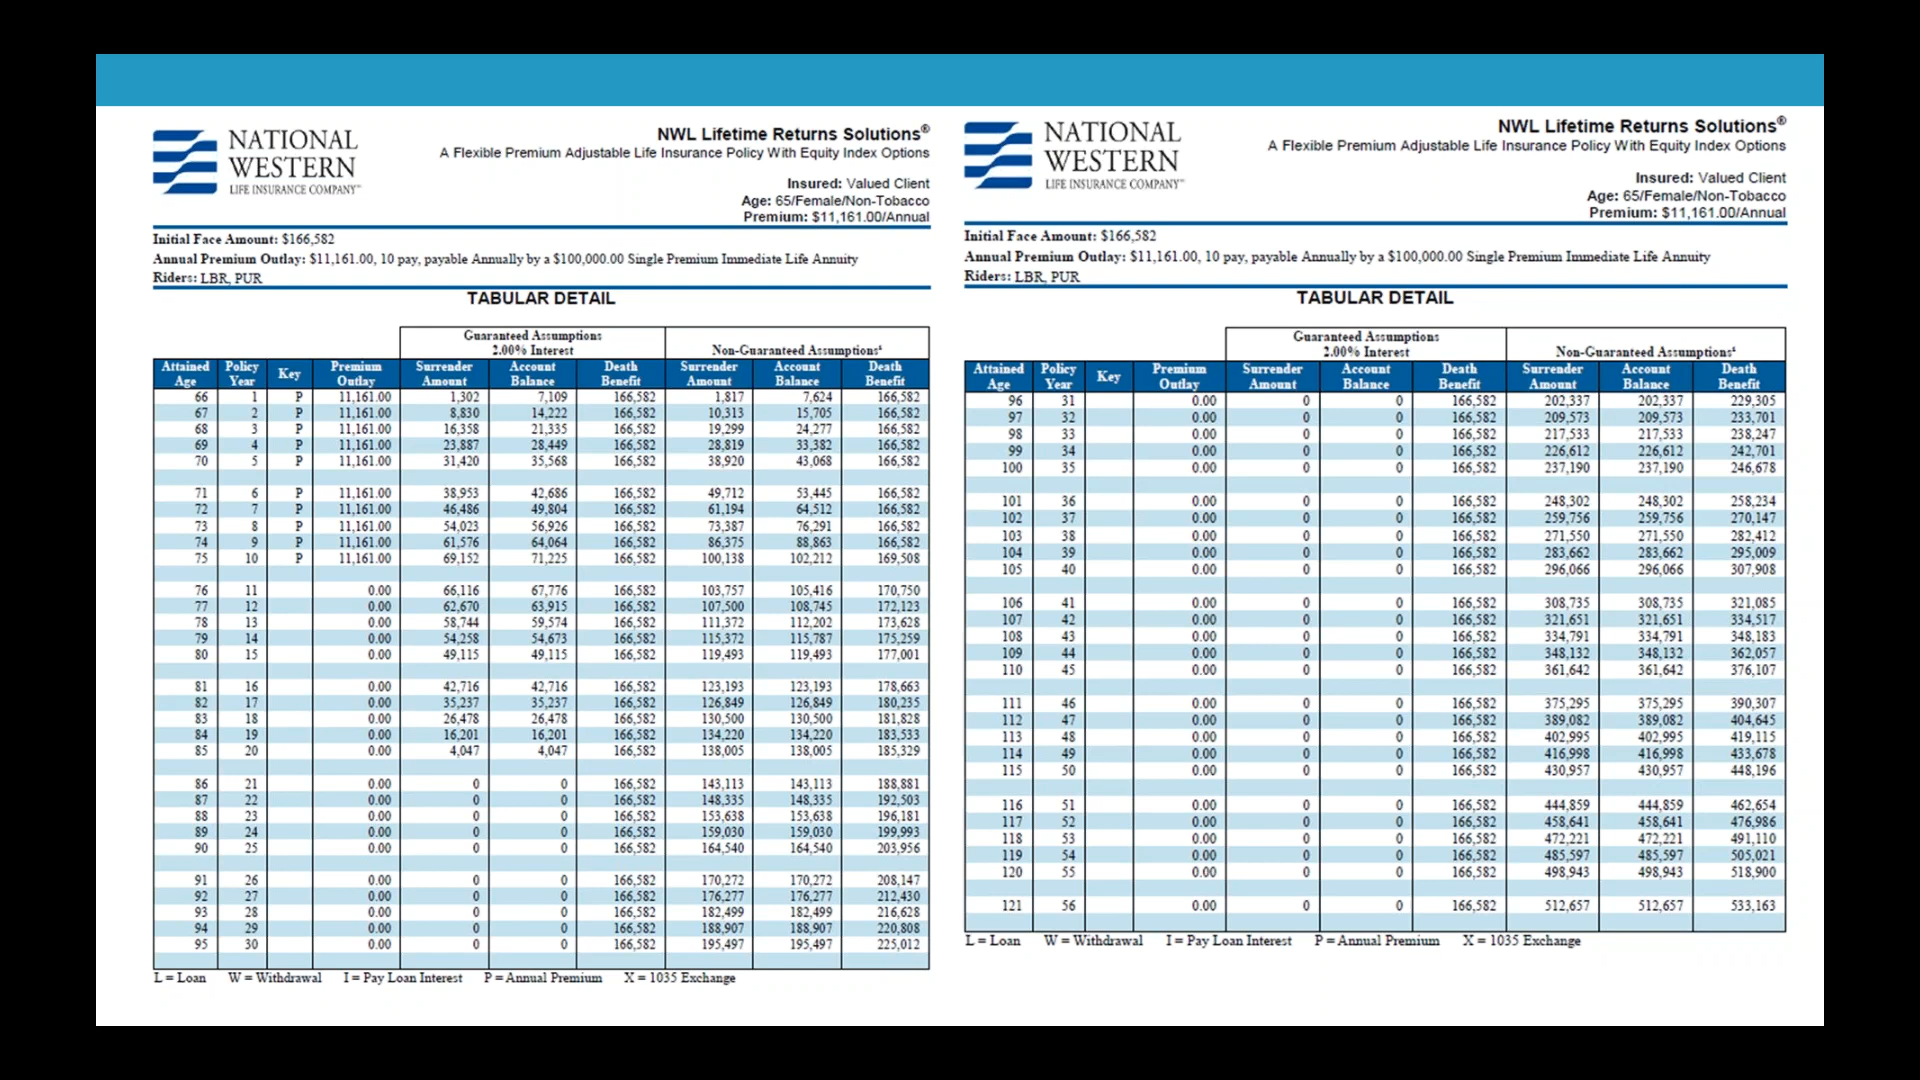 NATIONAL
WESTERN
LIFE INSURANCE COMPANY™
NWL Lifetime Returns Solutions®
A Flexible Premium Adjustable Life Insurance Policy With Equity Index Options
Insured: Valued Client
Age: 65/Female/Non-Tobacco
Premium: $11,161.00/Annual
Initial Face Amount: $166,582
Annual Premium Outlay: $11,161.00, 10 pay, payable Annually by a $100,000.00 Single Premium Immediate Life Annuity
Riders: LBR, PUR
TABULAR DETAIL
Guaranteed Assumptions
2.00% Interest Non-Guaranteed Assumptions¹
Attained Policy Key Premium Surrender Account Death Surrender Account Death
Age Year Outlay Amount Balance Benefit Amount Balance Benefit
66 1 P 11,161.00 1,302 7,109 166,582 1,817 7,624 166,582
67 2 P 11,161.00 8,830 14,222 166,582 10,313 15,705 166,582
68 3 P 11,161.00 16,358 21,335 166,582 19,299 24,277 166,582
69 4 P 11,161.00 23,887 28,449 166,582 28,819 33,382 166,582
70 5 P 11,161.00 31,420 35,568 166,582 38,920 43,068 166,582
71 6 P 11,161.00 38,953 42,686 166,582 49,712 53,445 166,582
72 7 P 11,161.00 46,486 49,804 166,582 61,194 64,512 166,582
73 8 P 11,161.00 54,023 56,926 166,582 73,387 76,291 166,582
74 9 P 11,161.00 61,576 64,064 166,582 86,375 88,863 166,582
75 10 P 11,161.00 69,152 71,225 166,582 100,138 102,212 169,508
76 11 0.00 66,116 67,776 166,582 103,757 105,416 170,750
77 12 0.00 62,670 63,915 166,582 107,500 108,745 172,123
78 13 0.00 58,744 59,574 166,582 111,372 112,202 173,628
79 14 0.00 54,258 54,673 166,582 115,372 115,787 175,259
80 15 0.00 49,115 49,115 166,582 119,493 119,493 177,001
81 16 0.00 42,716 42,716 166,582 123,193 123,193 178,663
82 17 0.00 35,237 35,237 166,582 126,849 126,849 180,235
83 18 0.00 26,478 26,478 166,582 130,500 130,500 181,828
84 19 0.00 16,201 16,201 166,582 134,220 134,220 183,533
85 20 0.00 4,047 4,047 166,582 138,005 138,005 185,329
86 21 0.00 0 0 166,582 143,113 143,113 188,881
87 22 0.00 0 0 166,582 148,335 148,335 192,503
88 23 0.00 0 0 166,582 153,638 153,638 196,181
89 24 0.00 0 0 166,582 159,030 159,030 199,993
90 25 0.00 0 0 166,582 164,540 164,540 203,956
91 26 0.00 0 0 166,582 170,272 170,272 208,147
92 27 0.00 0 0 166,582 176,277 176,277 212,430
93 28 0.00 0 0 166,582 182,499 182,499 216,628
94 29 0.00 0 0 166,582 188,907 188,907 220,808
95 30 0.00 0 0 166,582 195,497 195,497 225,012
L = Loan W = Withdrawal I = Pay Loan Interest P = Annual Premium X = 1035 Exchange
NATIONAL
WESTERN
LIFE INSURANCE COMPANY™
NWL Lifetime Returns Solutions®
A Flexible Premium Adjustable Life Insurance Policy With Equity Index Options
Insured: Valued Client
Age: 65/Female/Non-Tobacco
Premium: $11,161.00/Annual
Initial Face Amount: $166,582
Annual Premium Outlay: $11,161.00, 10 pay, payable Annually by a $100,000.00 Single Premium Immediate Life Annuity
Riders: LBR, PUR
TABULAR DETAIL
Guaranteed Assumptions
2.00% Interest Non-Guaranteed Assumptions¹
Attained Policy Key Premium Surrender Account Death Surrender Account Death
Age Year Outlay Amount Balance Benefit Amount Balance Benefit
96 31 0.00 0 0 166,582 202,337 202,337 229,305
97 32 0.00 0 0 166,582 209,573 209,573 233,701
98 33 0.00 0 0 166,582 217,533 217,533 238,247
99 34 0.00 0 0 166,582 226,612 226,612 242,701
100 35 0.00 0 0 166,582 237,190 237,190 246,678
101 36 0.00 0 0 166,582 248,302 248,302 258,234
102 37 0.00 0 0 166,582 259,756 259,756 270,147
103 38 0.00 0 0 166,582 271,550 271,550 282,412
104 39 0.00 0 0 166,582 283,662 283,662 295,009
105 40 0.00 0 0 166,582 296,066 296,066 307,908
106 41 0.00 0 0 166,582 308,735 308,735 321,085
107 42 0.00 0 0 166,582 321,651 321,651 334,517
108 43 0.00 0 0 166,582 334,791 334,791 348,183
109 44 0.00 0 0 166,582 348,132 348,132 362,057
110 45 0.00 0 0 166,582 361,642 361,642 376,107
111 46 0.00 0 0 166,582 375,295 375,295 390,307
112 47 0.00 0 0 166,582 389,082 389,082 404,645
113 48 0.00 0 0 166,582 402,995 402,995 419,115
114 49 0.00 0 0 166,582 416,998 416,998 433,678
115 50 0.00 0 0 166,582 430,957 430,957 448,196
116 51 0.00 0 0 166,582 444,859 444,859 462,654
117 52 0.00 0 0 166,582 458,641 458,641 476,986
118 53 0.00 0 0 166,582 472,221 472,221 491,110
119 54 0.00 0 0 166,582 485,597 485,597 505,021
120 55 0.00 0 0 166,582 498,943 498,943 518,900
121 56 0.00 0 0 166,582 512,657 512,657 533,163
L = Loan W = Withdrawal I = Pay Loan Interest P = Annual Premium X = 1035 Exchange